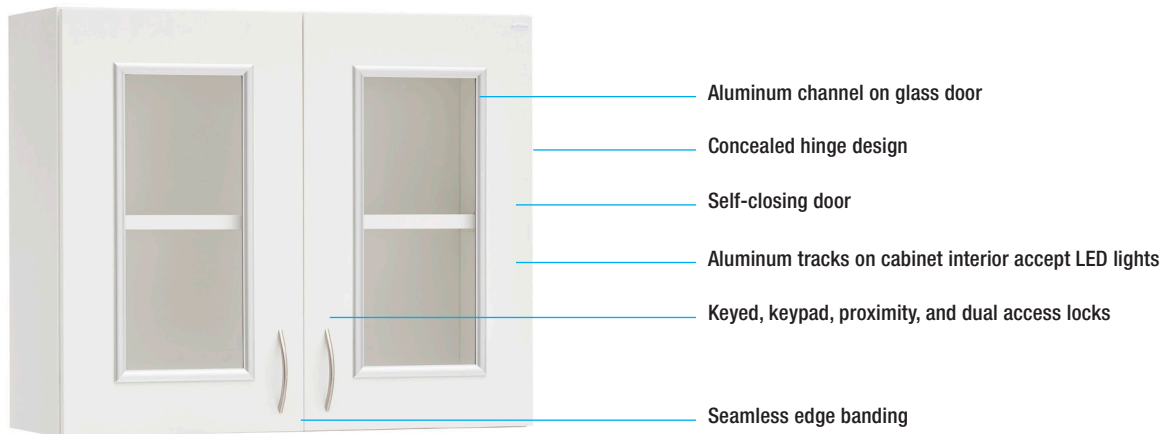 Aluminum channel on glass door
Concealed hinge design
Self-closing door
Aluminum tracks on cabinet interior accept LED lights
Keyed, keypad, proximity, and dual access locks
Seamless edge banding